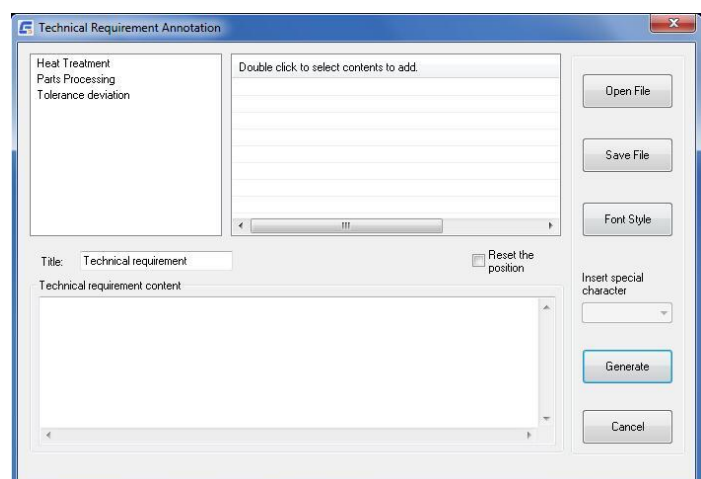 Technical Requirement Annotation
Heat Treatment
Parts Processing
Tolerance deviation
Double click to select contents to add.
Open File
Save File
Font Style
Title:
Technical requirement
Reset the
position
Insert special
character
Technical requirement content
Generate
Cancel